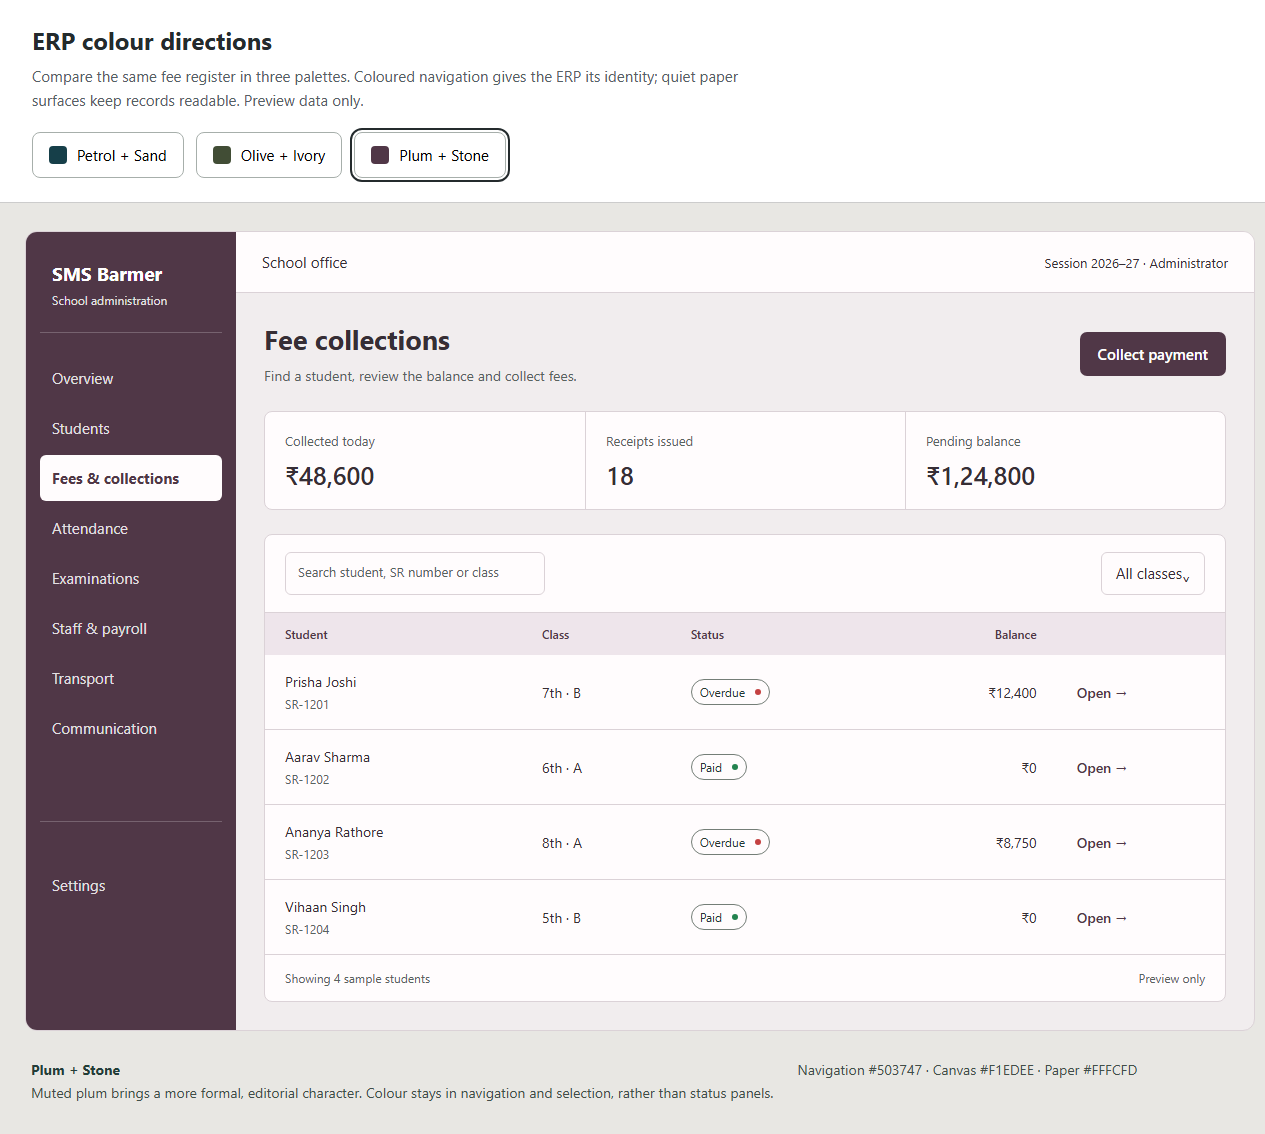 ERP colour directions
Compare the same fee register in three palettes. Coloured navigation gives the ERP its identity; quiet paper
surfaces keep records readable. Preview data only.
Petrol + Sand
Olive + Ivory
Plum + Stone
SMS Barmer
School administration
Overview
Students
Fees & collections
Attendance
Examinations
Staff & payroll
Transport
Communication
Settings
School office
Session 2026–27 · Administrator
Fee collections
Find a student, review the balance and collect fees.
Collect payment
Collected today
₹48,600
Receipts issued
18
Pending balance
₹1,24,800
Search student, SR number or class
All classes
Student Class Status Balance
Prisha Joshi
SR-1201
7th · B
Overdue
₹12,400
Open →
Aarav Sharma
SR-1202
6th · A
Paid
₹0
Open →
Ananya Rathore
SR-1203
8th · A
Overdue
₹8,750
Open →
Vihaan Singh
SR-1204
5th · B
Paid
₹0
Open →
Showing 4 sample students
Preview only
Plum + Stone
Muted plum brings a more formal, editorial character. Colour stays in navigation and selection, rather than status panels.
Navigation #503747 · Canvas #F1EDEE · Paper #FFFCFD